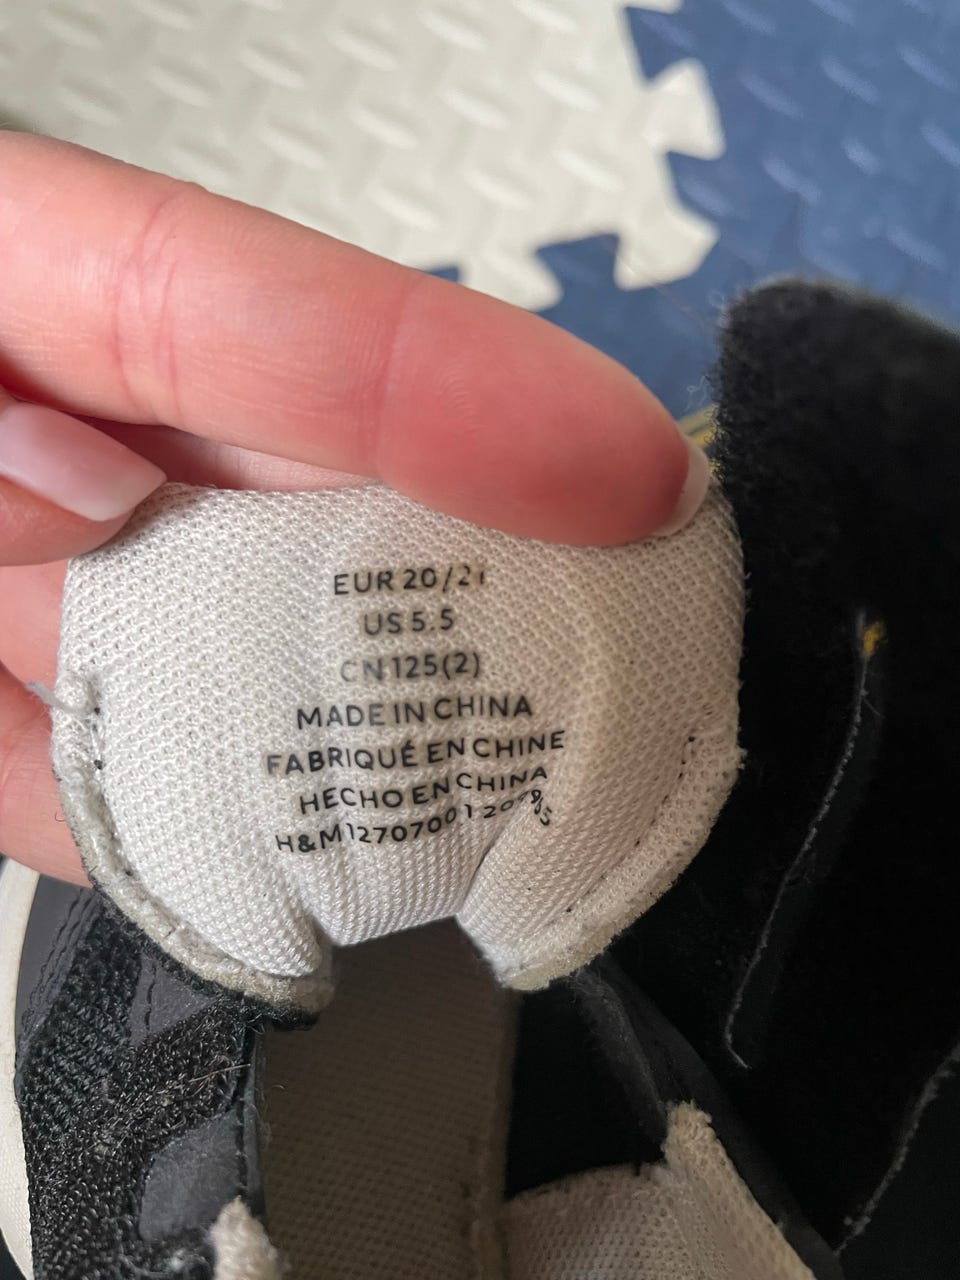 EUR 20/21
US 5.5
CN 125(2)
MADE IN CHINA
FABRIQUÉ EN CHINE
HECHO EN CHINA
H&M